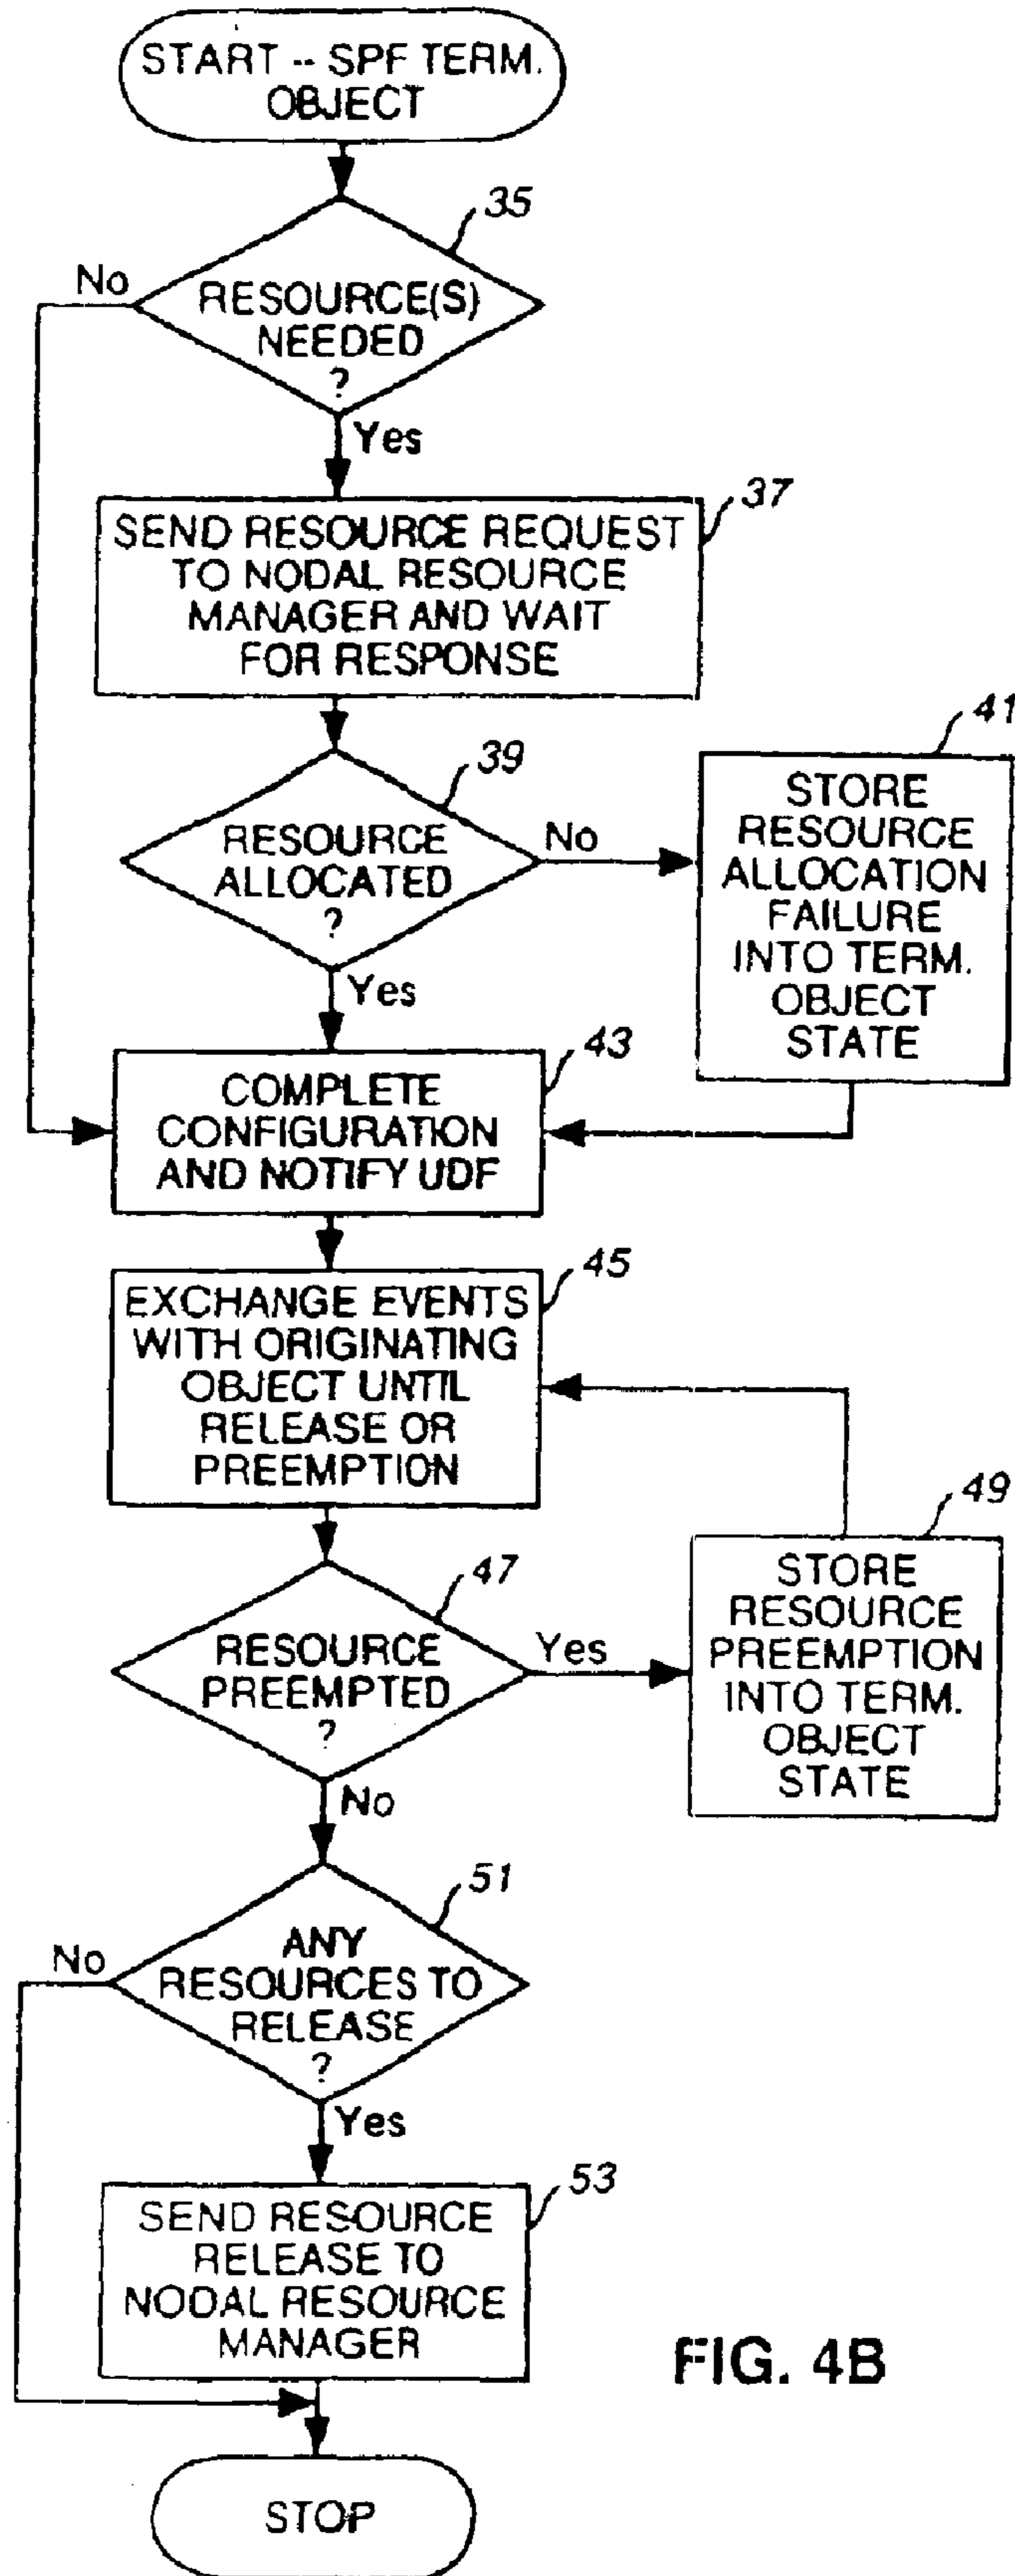 START -- SPF TERM.
OBJECT
35
No
RESOURCE(S)
NEEDED
?
Yes
37
SEND RESOURCE REQUEST
TO NODAL RESOURCE
MANAGER AND WAIT
FOR RESPONSE
39
RESOURCE
ALLOCATED
?
No
41
STORE
RESOURCE
ALLOCATION
FAILURE
INTO TERM.
OBJECT
STATE
Yes
43
COMPLETE
CONFIGURATION
AND NOTIFY UDF
45
EXCHANGE EVENTS
WITH ORIGINATING
OBJECT UNTIL
RELEASE OR
PREEMPTION
47
RESOURCE
PREEMPTED
?
Yes
49
STORE
RESOURCE
PREEMPTION
INTO TERM.
OBJECT
STATE
No
51
No
ANY
RESOURCES TO
RELEASE
?
Yes
53
SEND RESOURCE
RELEASE TO
NODAL RESOURCE
MANAGER
FIG. 4B
STOP